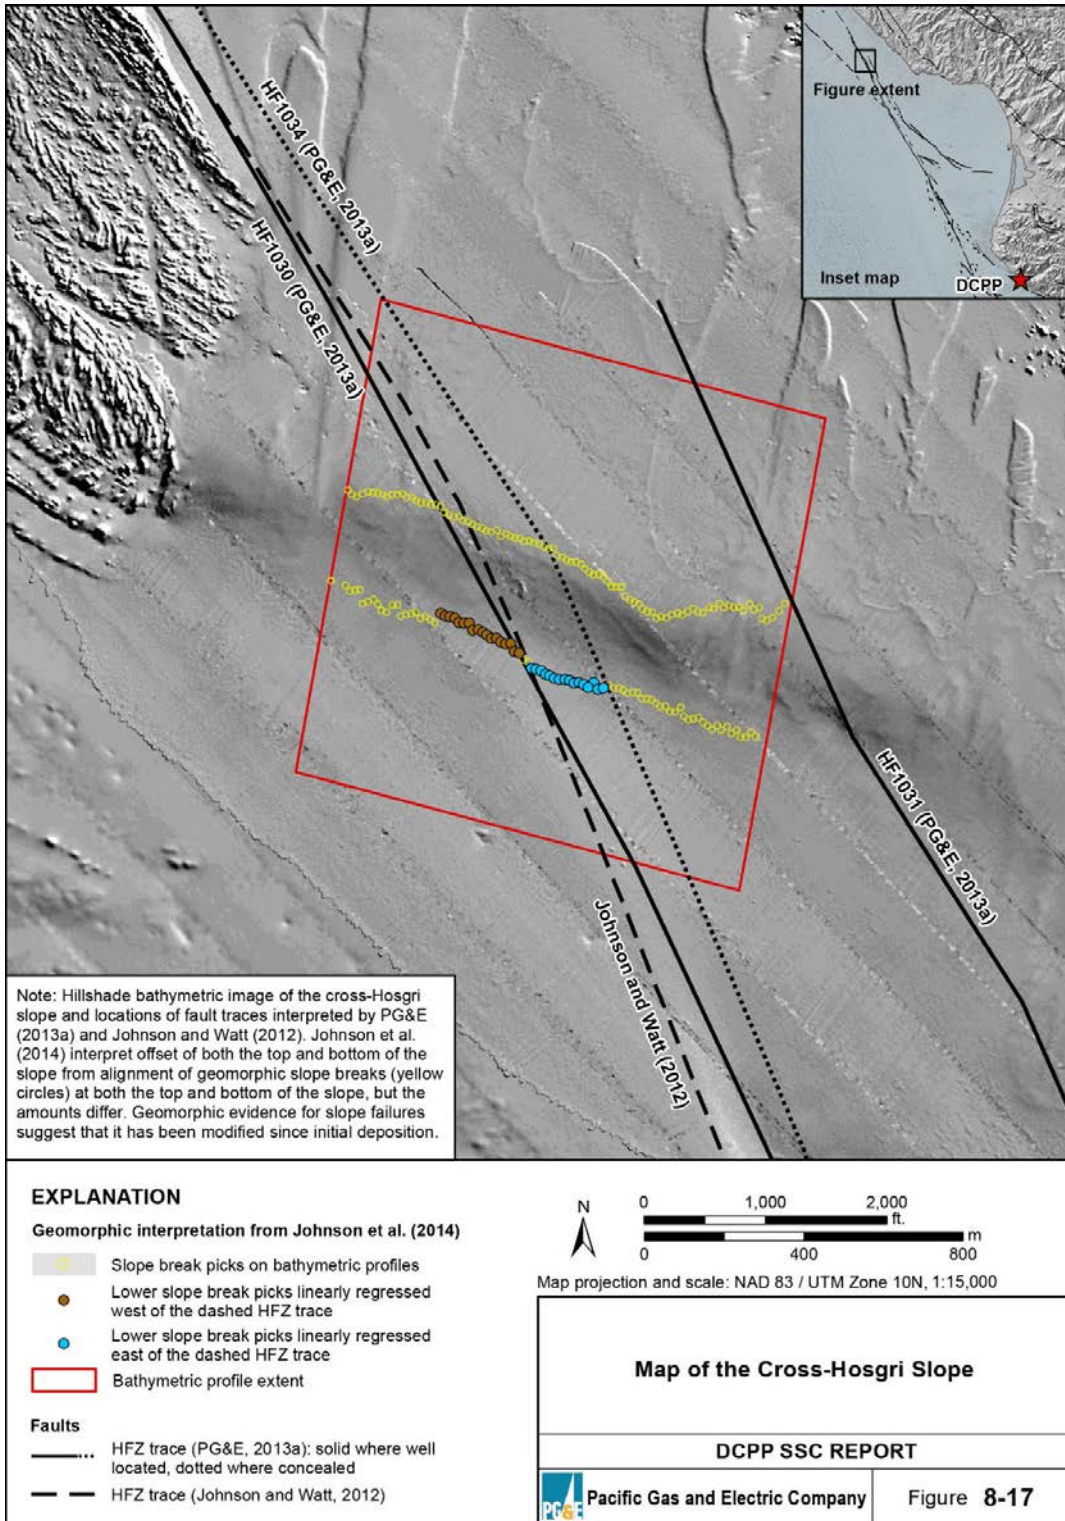 HF1034 (PG&E, 2013a)
HF1030 (PG&E, 2013a)
Figure extent
Inset map
DCPP
HF1031 (PG&E, 2013a)
Johnson and Watt (2012)
Note: Hillshade bathymetric image of the cross-Hosgri
slope and locations of fault traces interpreted by PG&E
(2013a) and Johnson and Watt (2012). Johnson et al.
(2014) interpret offset of both the top and bottom of the
slope from alignment of geomorphic slope breaks (yellow
circles) at both the top and bottom of the slope, but the
amounts differ. Geomorphic evidence for slope failures
suggest that it has been modified since initial deposition.
EXPLANATION
Geomorphic interpretation from Johnson et al. (2014)
Slope break picks on bathymetric profiles
Lower slope break picks linearly regressed
west of the dashed HFZ trace
Lower slope break picks linearly regressed
east of the dashed HFZ trace
Bathymetric profile extent
Faults
HFZ trace (PG&E, 2013a): solid where well
located, dotted where concealed
HFZ trace (Johnson and Watt, 2012)
N
0 1,000 2,000
ft.
m
0 400 800
Map projection and scale: NAD 83 / UTM Zone 10N, 1:15,000
Map of the Cross-Hosgri Slope
DCPP SSC REPORT
PG&E
Pacific Gas and Electric Company
Figure 8-17